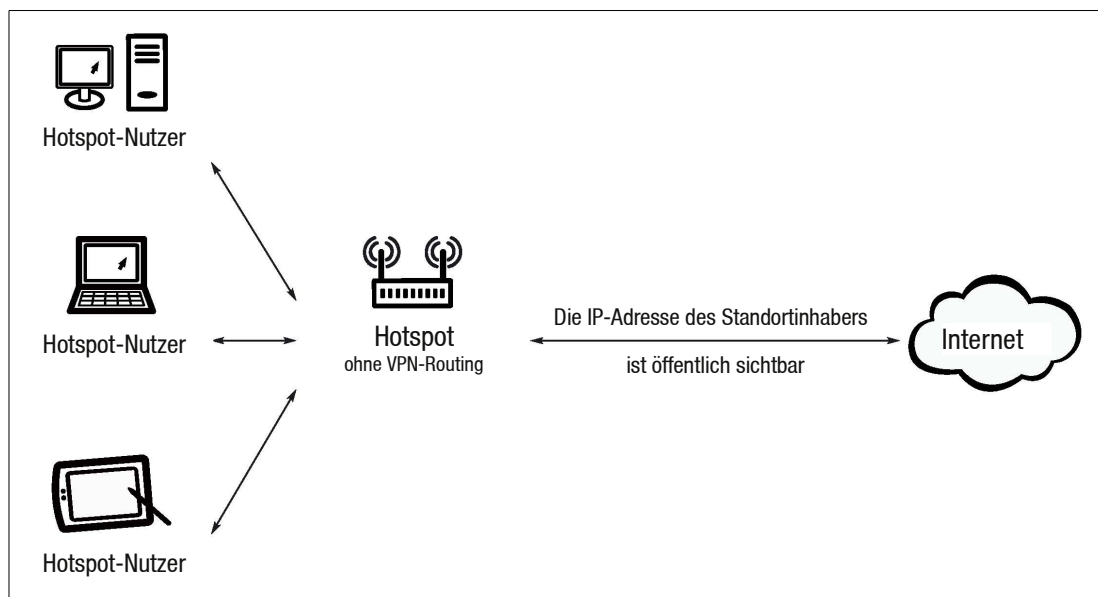 Hotspot-Nutzer
Hotspot-Nutzer
Hotspot-Nutzer
Hotspot
ohne VPN-Routing
Die IP-Adresse des Standortinhabers
ist öffentlich sichtbar
Internet